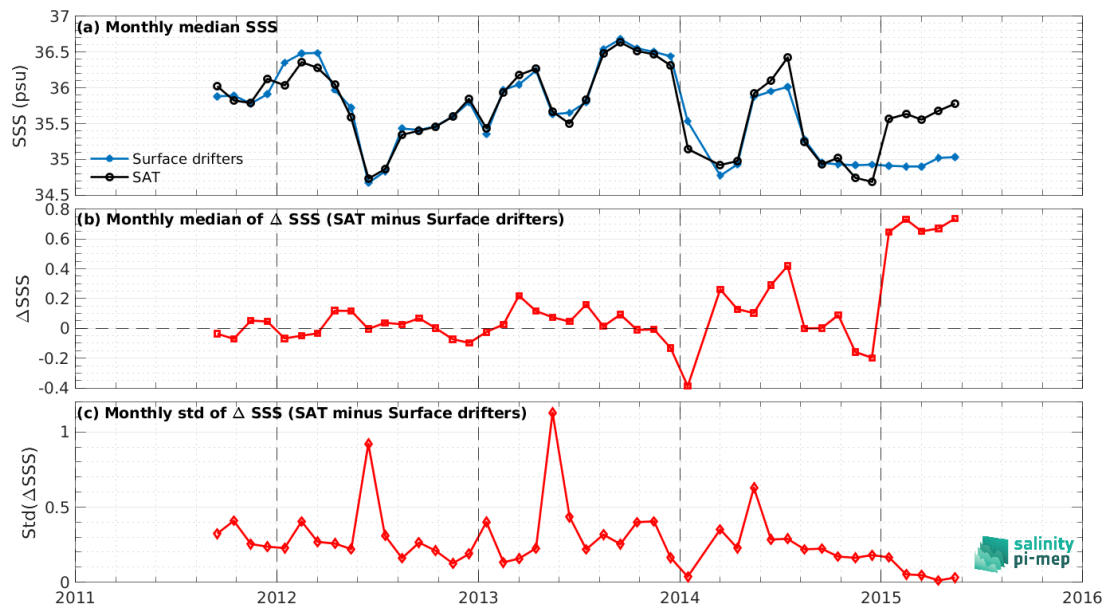 (a) Monthly median SSS
37
36.5
36
35.5
35
34.5
SSS (psu)
Surface drifters
SAT
(b) Monthly median of Δ SSS (SAT minus Surface drifters)
0.8
0.6
0.4
0.2
0
-0.2
-0.4
ΔSSS
(c) Monthly std of Δ SSS (SAT minus Surface drifters)
1
0.5
0
Std(ΔSSS)
salinity
pi-mep
2011 2012 2013 2014 2015 2016